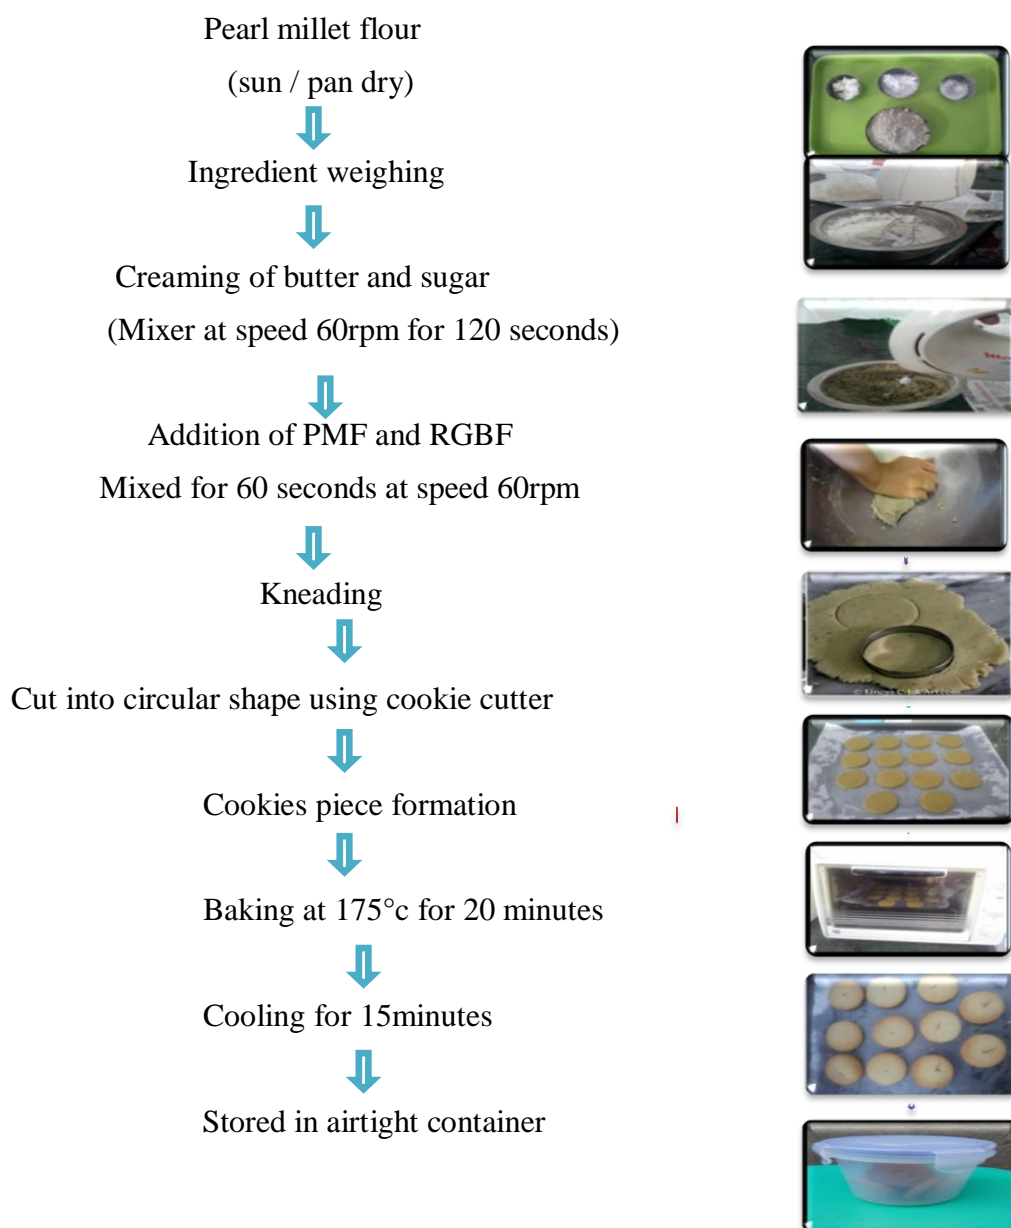 Pearl millet flour
(sun / pan dry)
Ingredient weighing
Creaming of butter and sugar
(Mixer at speed 60rpm for 120 seconds)
Addition of PMF and RGBF
Mixed for 60 seconds at speed 60rpm
Kneading
Cut into circular shape using cookie cutter
Cookies piece formation
Baking at 175°c for 20 minutes
Cooling for 15minutes
Stored in airtight container